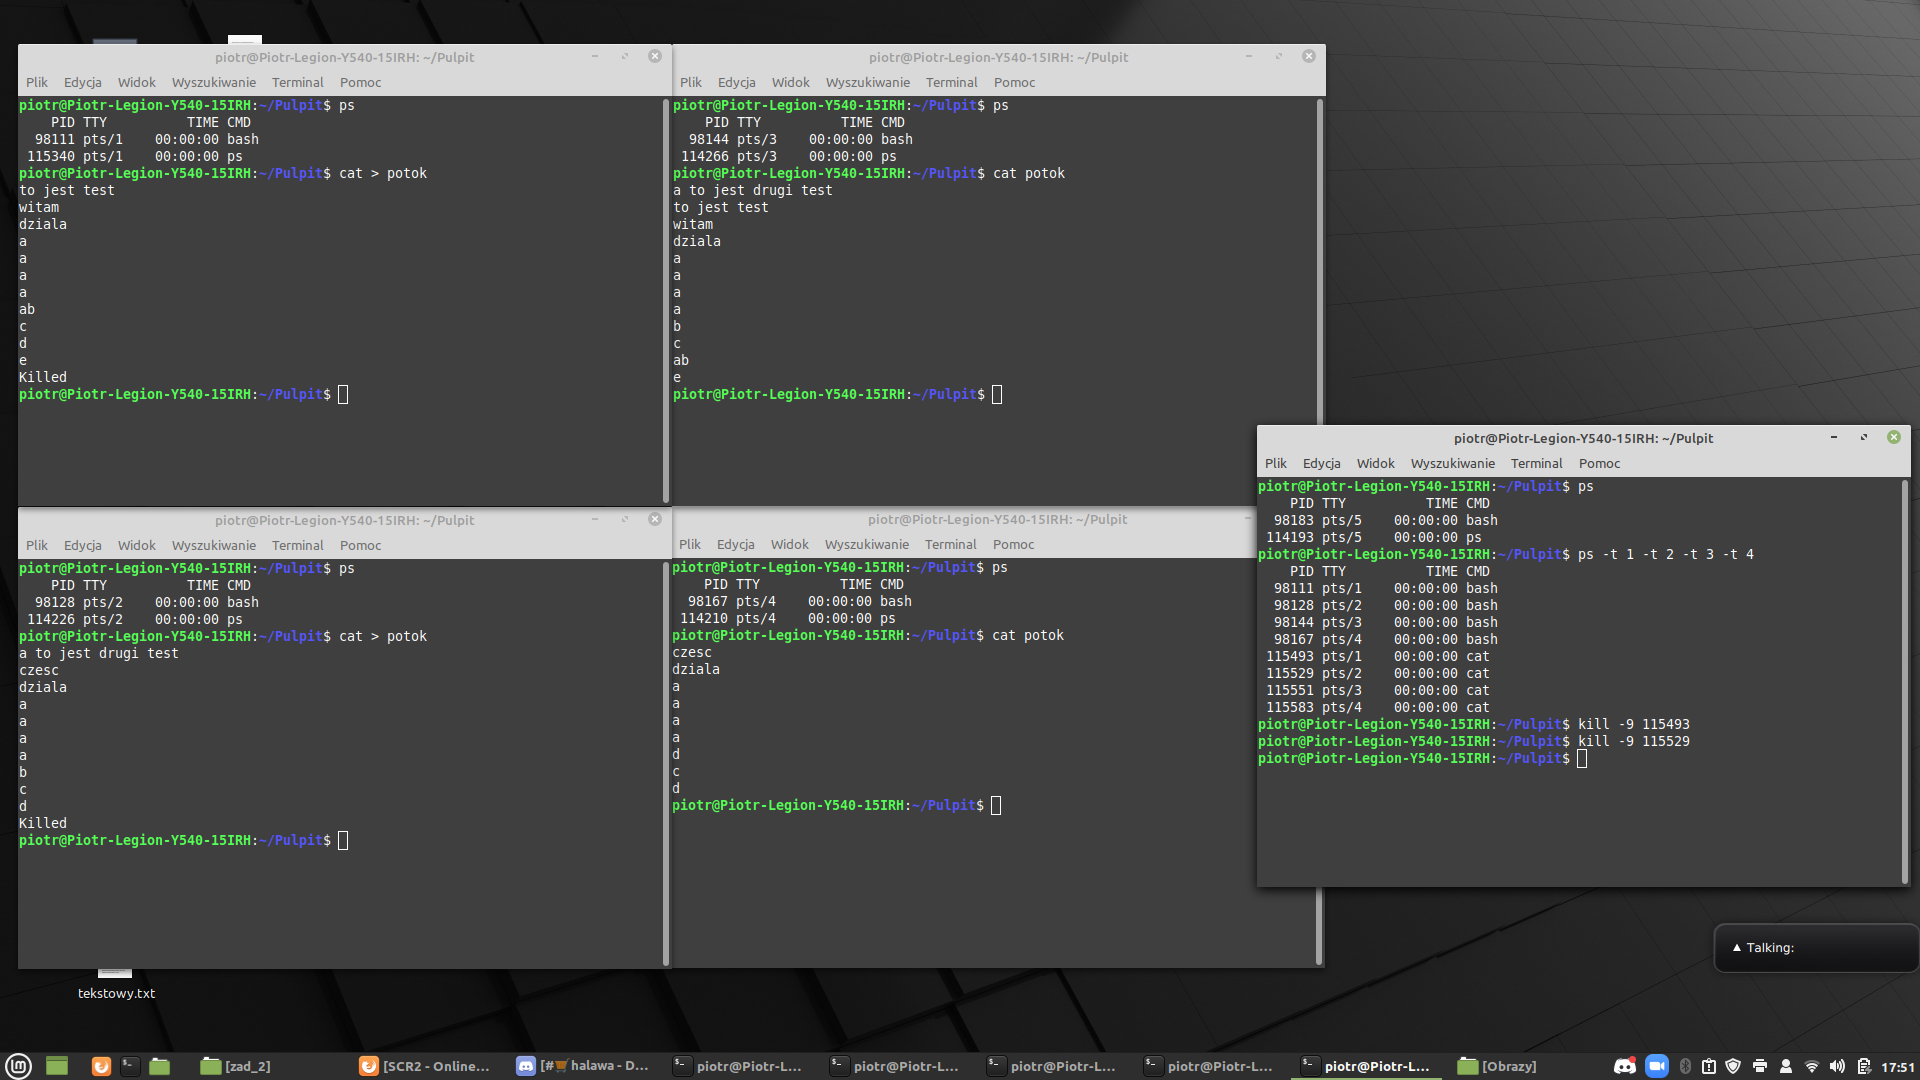 piotr@Piotr-Legion-Y540-15IRH: ~/Pulpit
Plik Edycja Widok Wyszukiwanie Terminal Pomoc
piotr@Piotr-Legion-Y540-15IRH:~/Pulpit$ ps
PID TTY TIME CMD
98111 pts/1 00:00:00 bash
115340 pts/1 00:00:00 ps
piotr@Piotr-Legion-Y540-15IRH:~/Pulpit$ cat > potok
to jest test
witam
dziala
a
a
a
a
ab
c
d
e
Killed
piotr@Piotr-Legion-Y540-15IRH:~/Pulpit$
piotr@Piotr-Legion-Y540-15IRH: ~/Pulpit
Plik Edycja Widok Wyszukiwanie Terminal Pomoc
piotr@Piotr-Legion-Y540-15IRH:~/Pulpit$ ps
PID TTY TIME CMD
98144 pts/3 00:00:00 bash
114266 pts/3 00:00:00 ps
piotr@Piotr-Legion-Y540-15IRH:~/Pulpit$ cat potok
a to jest drugi test
to jest test
witam
dziala
a
a
a
a
b
c
ab
e
piotr@Piotr-Legion-Y540-15IRH:~/Pulpit$
piotr@Piotr-Legion-Y540-15IRH: ~/Pulpit
Plik Edycja Widok Wyszukiwanie Terminal Pomoc
piotr@Piotr-Legion-Y540-15IRH:~/Pulpit$ ps
PID TTY TIME CMD
98128 pts/2 00:00:00 bash
114226 pts/2 00:00:00 ps
piotr@Piotr-Legion-Y540-15IRH:~/Pulpit$ cat > potok
a to jest drugi test
czesc
dziala
a
a
a
a
b
c
d
Killed
piotr@Piotr-Legion-Y540-15IRH:~/Pulpit$
piotr@Piotr-Legion-Y540-15IRH: ~/Pulpit
Plik Edycja Widok Wyszukiwanie Terminal Pomoc
piotr@Piotr-Legion-Y540-15IRH:~/Pulpit$ ps
PID TTY TIME CMD
98167 pts/4 00:00:00 bash
114210 pts/4 00:00:00 ps
piotr@Piotr-Legion-Y540-15IRH:~/Pulpit$ cat potok
czesc
dziala
a
a
a
a
d
c
d
piotr@Piotr-Legion-Y540-15IRH:~/Pulpit$
piotr@Piotr-Legion-Y540-15IRH: ~/Pulpit
Plik Edycja Widok Wyszukiwanie Terminal Pomoc
piotr@Piotr-Legion-Y540-15IRH:~/Pulpit$ ps
PID TTY TIME CMD
98183 pts/5 00:00:00 bash
114193 pts/5 00:00:00 ps
piotr@Piotr-Legion-Y540-15IRH:~/Pulpit$ ps -t 1 -t 2 -t 3 -t 4
PID TTY TIME CMD
98111 pts/1 00:00:00 bash
98128 pts/2 00:00:00 bash
98144 pts/3 00:00:00 bash
98167 pts/4 00:00:00 bash
115493 pts/1 00:00:00 cat
115529 pts/2 00:00:00 cat
115551 pts/3 00:00:00 cat
115583 pts/4 00:00:00 cat
piotr@Piotr-Legion-Y540-15IRH:~/Pulpit$ kill -9 115493
piotr@Piotr-Legion-Y540-15IRH:~/Pulpit$ kill -9 115529
piotr@Piotr-Legion-Y540-15IRH:~/Pulpit$
Talking:
tekstowy.txt
[zad_2] [SCR2 - Online... [#🛒halawa - D... piotr@Piotr-L... piotr@Piotr-L... piotr@Piotr-L... piotr@Piotr-L... piotr@Piotr-L... [Obrazy] 17:51